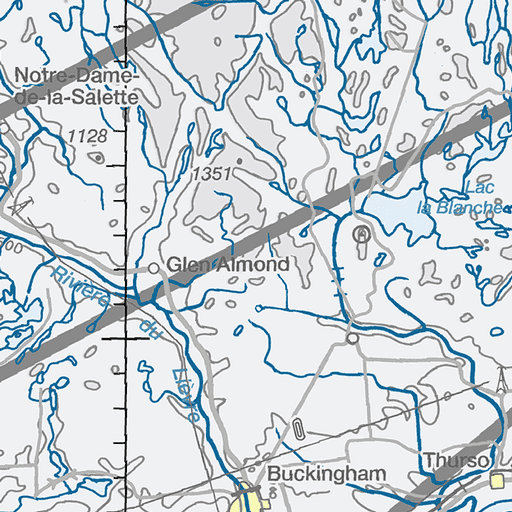 Notre-Dame-
de-la-Salette
1128
1351
Lac
la Blanche
Glen Almond
Rivière
du
Lièvre
Buckingham
Thurso